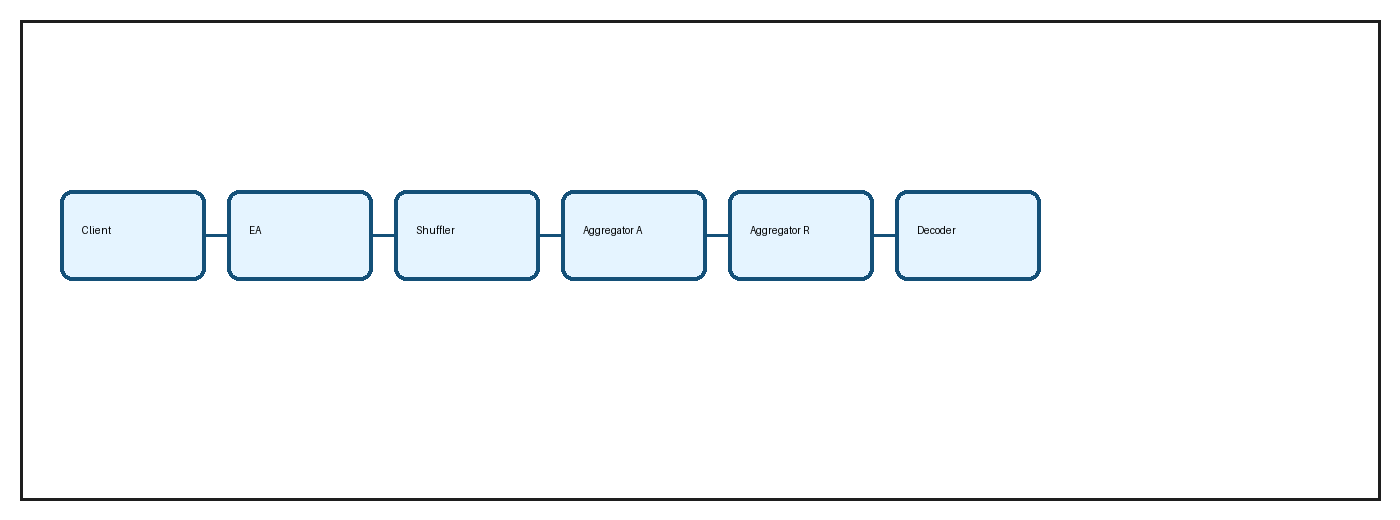 Client
EA
Shuffler
Aggregator A
Aggregator R
Decoder